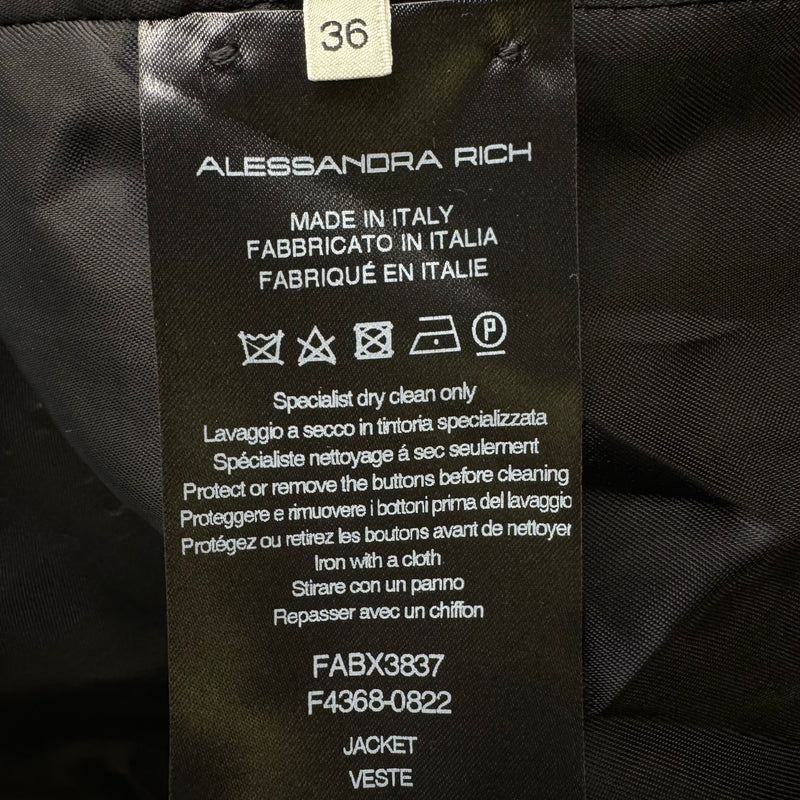 36
ALESSANDRA RICH
MADE IN ITALY
FABBRICATO IN ITALIA
FABRIQUÉ EN ITALIE
P
Specialist dry clean only
Lavaggio a secco in tintoria specializzata
Spécialiste nettoyage á sec seulement
Protect or remove the buttons before cleaning
Proteggere e rimuovere i bottoni prima del lavaggio
Protégez ou retirez les boutons avant de nettoyer
Iron with a cloth
Stirare con un panno
Repasser avec un chiffon
FABX3837
F4368-0822
JACKET
VESTE